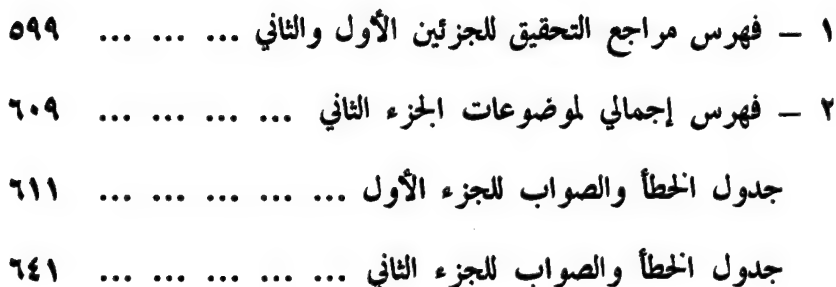 ١ – فهرس مراجع التحقيق للجزئين الأول والثاني ... ... ... ٥٩٩
٢ – فهرس إجمالي لموضوعات الجزء الثاني ... ... ... ... ٦٠٩
جدول الخطأ والصواب للجزء الأول ... ... ... ... ... ٦١١
جدول الخطأ والصواب للجزء الثاني ... ... ... ... ... ٦٤١